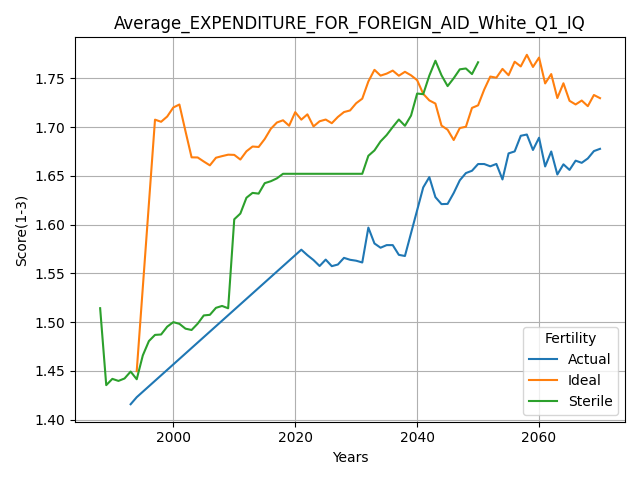 Average_EXPENDITURE_FOR_FOREIGN_AID_White_Q1_IQ
1.75
1.70
1.65
1.60
1.55
1.50
1.45
1.40
Score(1-3)
2000 2020 2040 2060
Years
Fertility
Actual
Ideal
Sterile